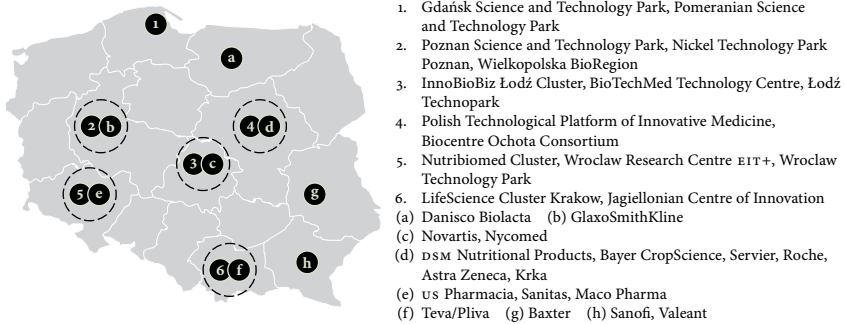 1
a
2 b
4 d
3 c
5 e
g
6 f
h
1. Gdańsk Science and Technology Park, Pomeranian Science
and Technology Park
2. Poznan Science and Technology Park, Nickel Technology Park
Poznan, Wielkopolska BioRegion
3. InnoBioBiz Łodź Cluster, BioTechMed Technology Centre, Łodź
Technopark
4. Polish Technological Platform of Innovative Medicine,
Biocentre Ochota Consortium
5. Nutribiomed Cluster, Wroclaw Research Centre EIT+, Wroclaw
Technology Park
6. LifeScience Cluster Krakow, Jagiellonian Centre of Innovation
(a) Danisco Biolacta (b) GlaxoSmithKline
(c) Novartis, Nycomed
(d) DSM Nutritional Products, Bayer CropScience, Servier, Roche,
Astra Zeneca, Krka
(e) US Pharmacia, Sanitas, Maco Pharma
(f) Teva/Pliva (g) Baxter (h) Sanofi, Valeant